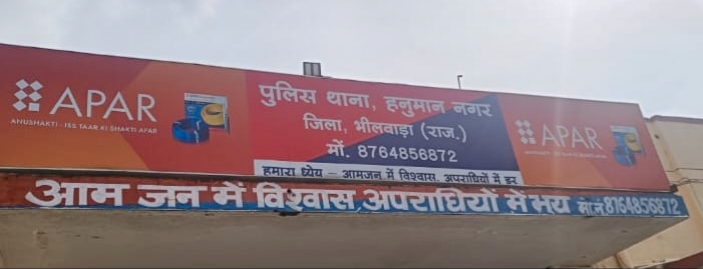 APAR
ANUSHAKTI - ISS TAAR KI SHAKTI APAR
पुलिस थाना, हनुमान नगर
जिला, भीलवाड़ा (राज.)
मों. 8764856872
हमारा ध्येय - आमजन में विश्वास, अपराधियों में डर
APAR
आम जन में विश्वास अपराधियों में भय मो.नं. 8764856872